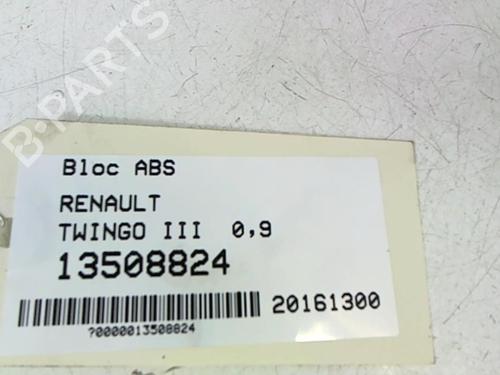 B-PARTS
Bloc ABS
RENAULT
TWINGO III 0,9
13508824
20161300
?0000013508824